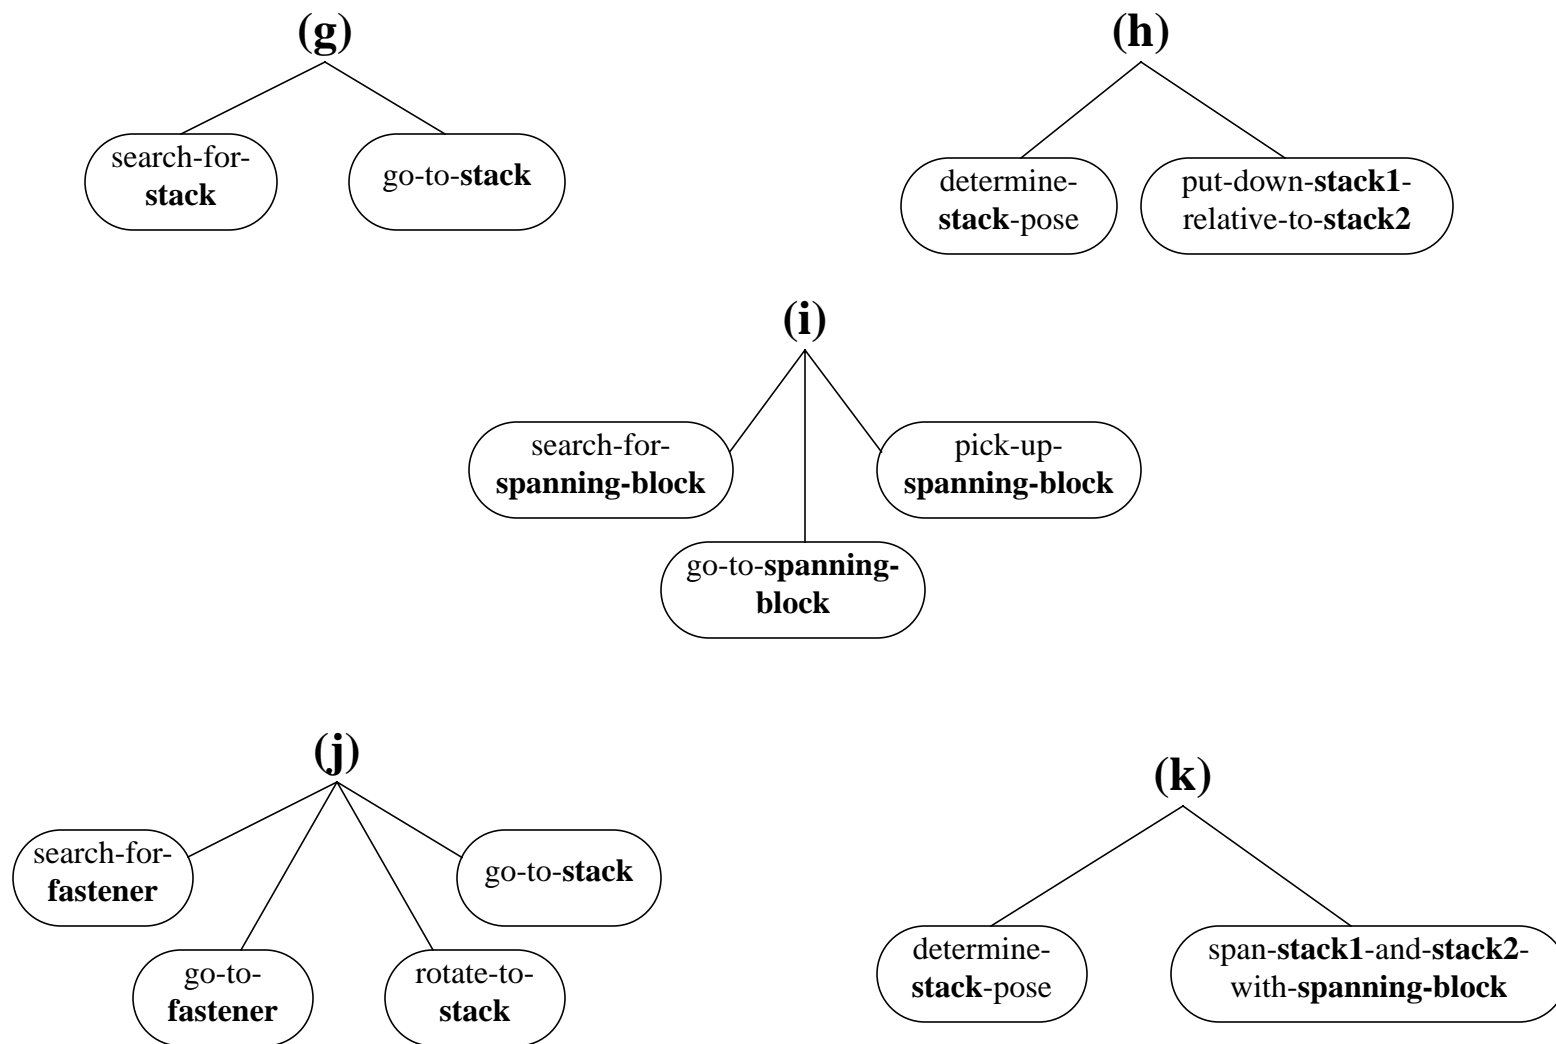 (g)
search-for-
stack
go-to-stack
(h)
determine-
stack-pose
put-down-stack1-
relative-to-stack2
(i)
search-for-
spanning-block
go-to-spanning-
block
pick-up-
spanning-block
(j)
search-for-
fastener
go-to-
fastener
rotate-to-
stack
go-to-stack
(k)
determine-
stack-pose
span-stack1-and-stack2-
with-spanning-block